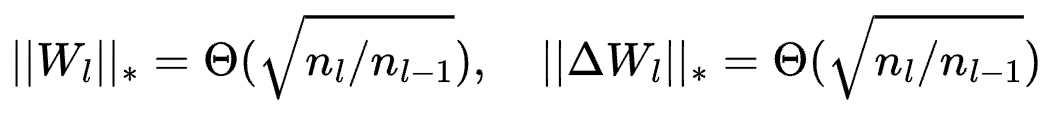 ||W_l||_* = Θ(√(n_l/n_{l−1})), ||ΔW_l||_* = Θ(√(n_l/n_{l−1}))